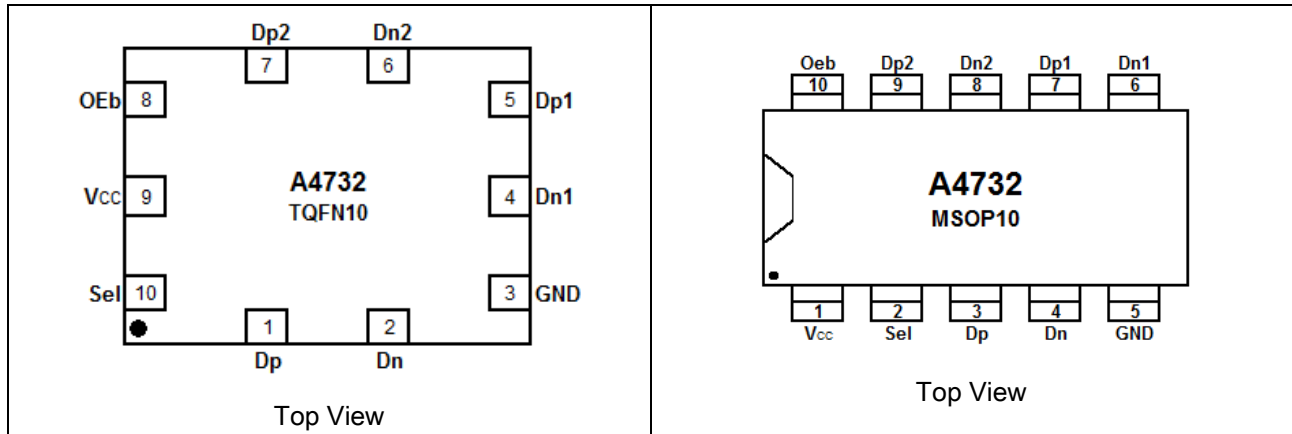 Dp2 Dn2
7 6
OEb 8
5 Dp1
Vcc 9
A4732
TQFN10
4 Dn1
Sel 10
3 GND
1 2
Dp Dn
Top View
Oeb Dp2 Dn2 Dp1 Dn1
10 9 8 7 6
A4732
MSOP10
1 2 3 4 5
Vcc Sel Dp Dn GND
Top View